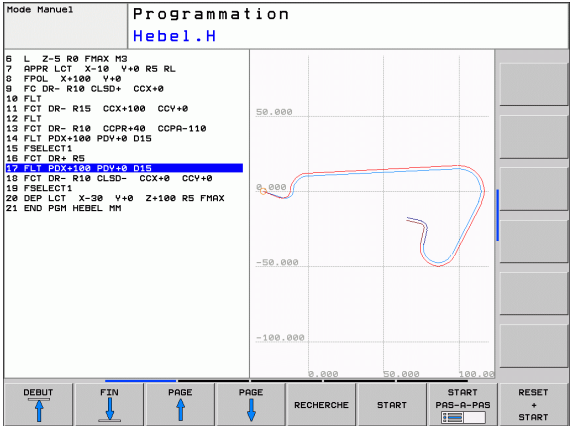 Mode Manuel
Programmation
Hebel.H
6 L Z-5 R0 FMAX M3
7 APPR LCT X-10 Y+0 R5 RL
8 FPOL X+100 Y+0
9 FC DR- R10 CLSD+ CCX+0
10 FLT
11 FCT DR- R15 CCX+100 CCY+0
12 FLT
13 FCT DR- R10 CCPR+40 CCPA-110
14 FLT PDX+100 PDY+0 D15
15 FSELECT1
16 FCT DR+ R5
17 FLT PDX+100 PDY+0 D15
18 FCT DR- R10 CLSD- CCX+0 CCY+0
19 FSELECT1
20 DEP LCT X-30 Y+0 Z+100 R5 FMAX
21 END PGM HEBEL MM
50.000
0.000
-50.000
-100.000
0.000 50.000 100.00
DEBUT
FIN
PAGE
PAGE
RECHERCHE
START
START
PAS-A-PAS
RESET
+
START